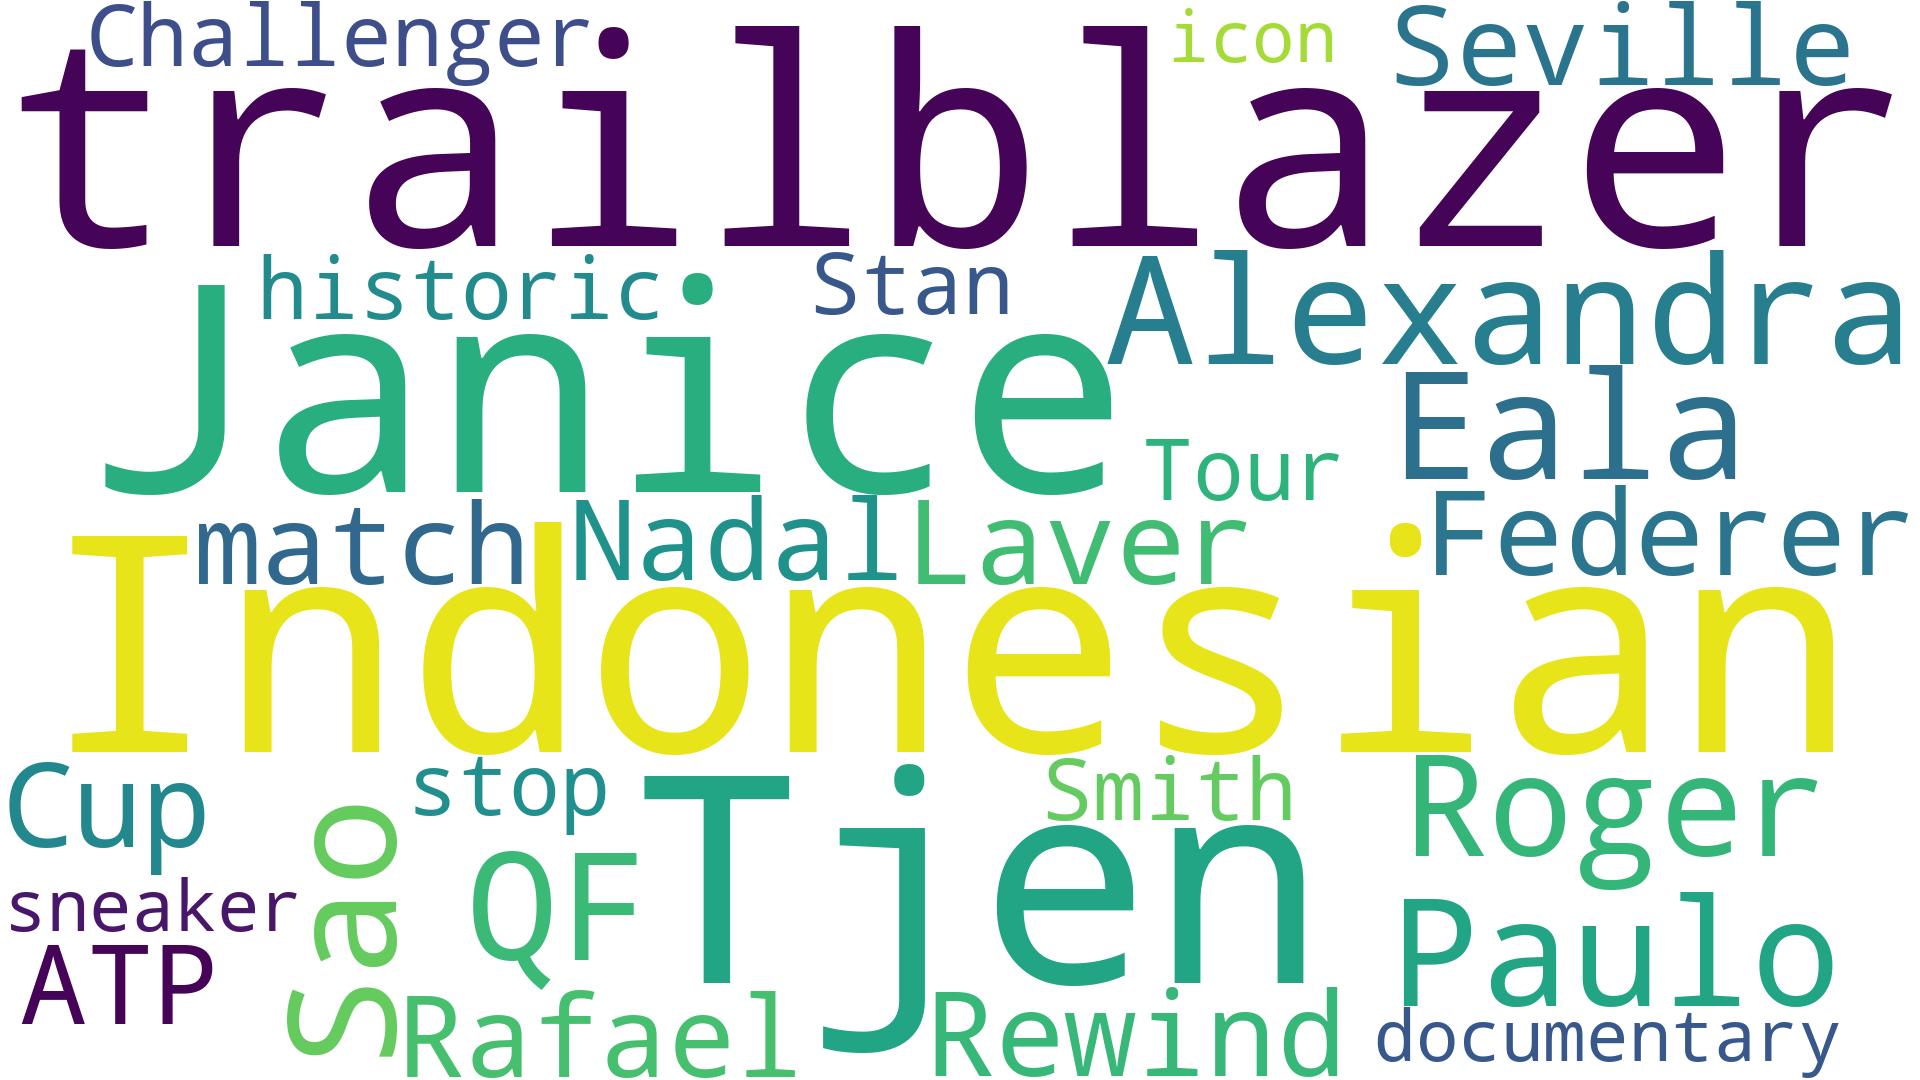 Challenger
icon
Seville
trailblazer
historic
Stan
Alexandra
Janice
Eala
Tour
match
Nadal
Laver
Federer
Indonesian
Cup
stop
Tjen
Smith
Roger
sneaker
Sao
QF
Paulo
ATP
Rafael
Rewind
documentary